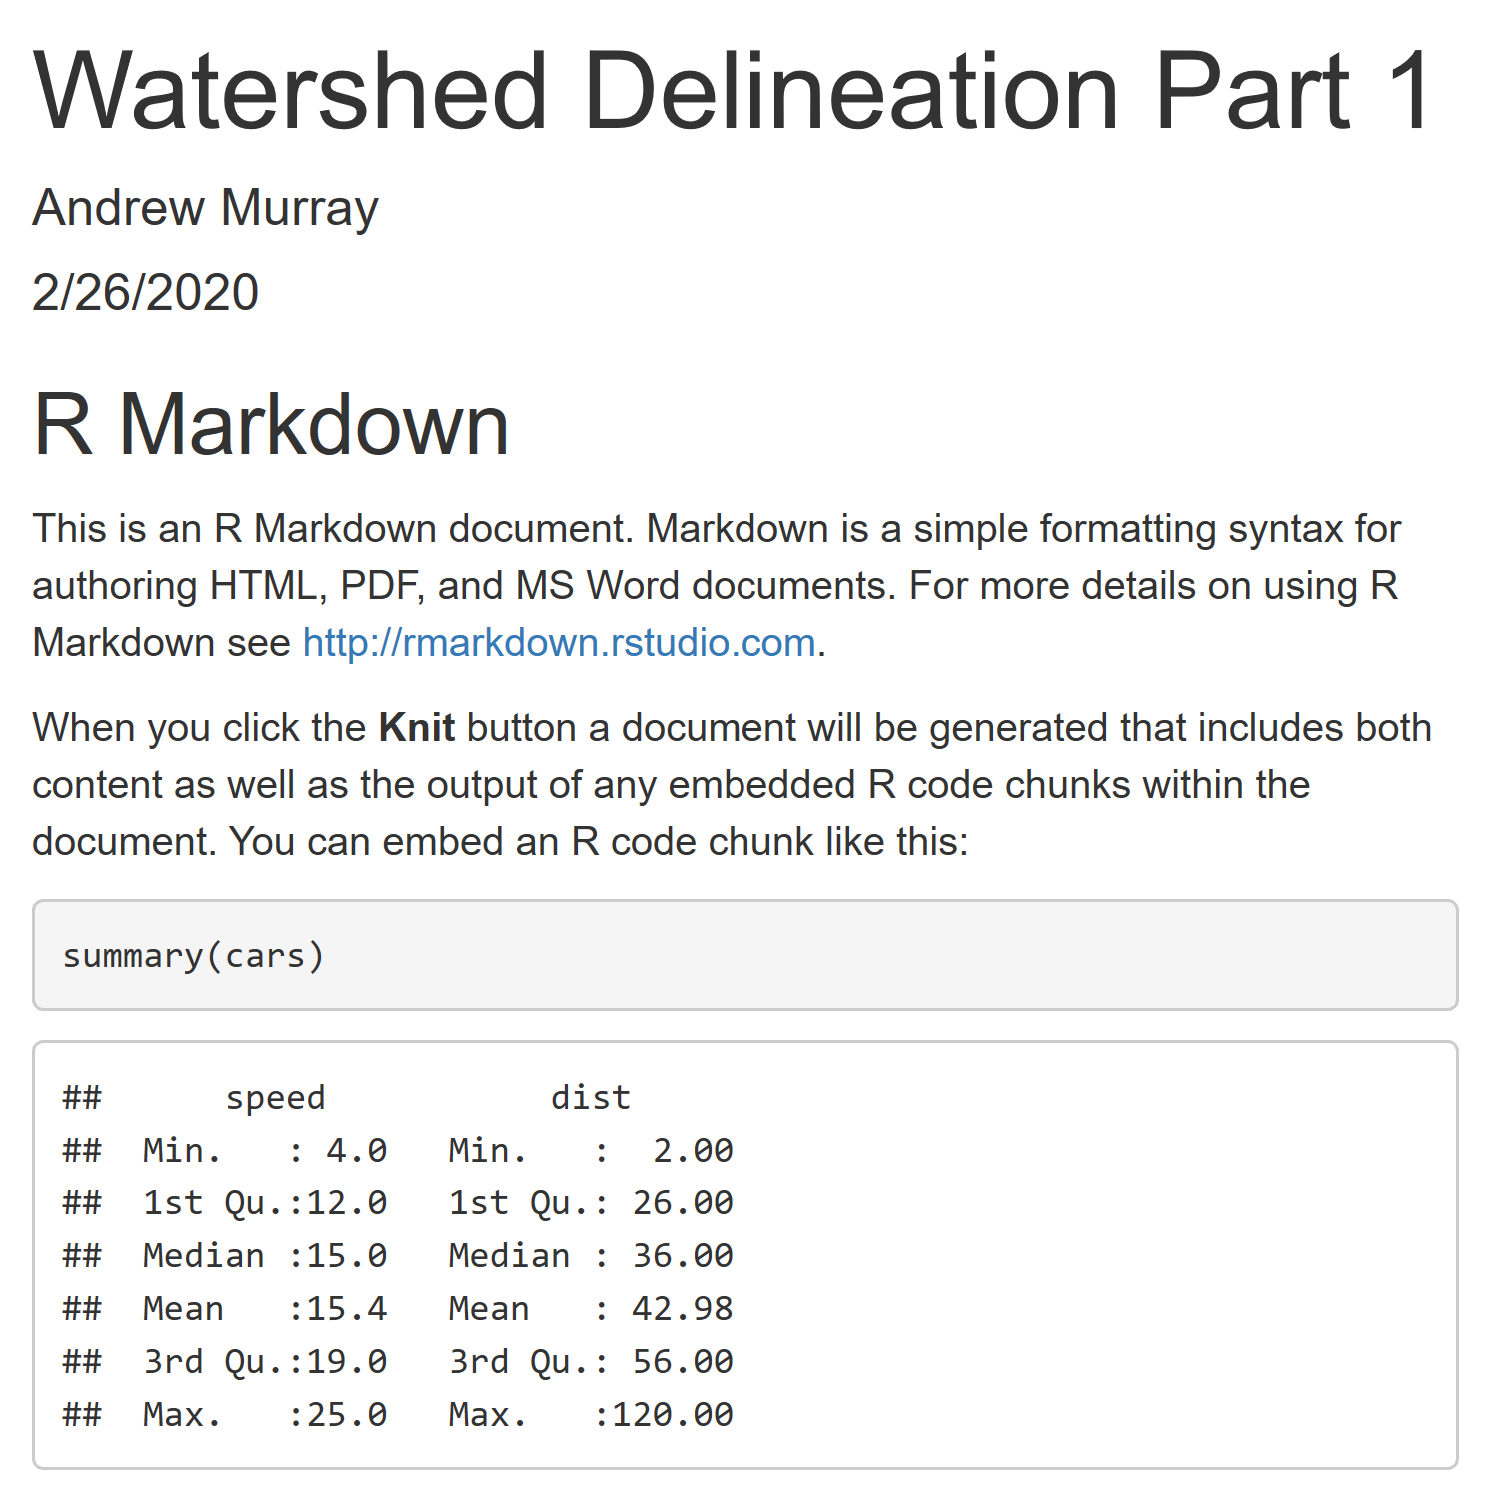 Watershed Delineation Part 1
Andrew Murray
2/26/2020
R Markdown
This is an R Markdown document. Markdown is a simple formatting syntax for
authoring HTML, PDF, and MS Word documents. For more details on using R
Markdown see http://rmarkdown.rstudio.com.
When you click the Knit button a document will be generated that includes both
content as well as the output of any embedded R code chunks within the
document. You can embed an R code chunk like this:
summary(cars)
##      speed           dist
##  Min.   : 4.0   Min.   :  2.00
##  1st Qu.:12.0   1st Qu.: 26.00
##  Median :15.0   Median : 36.00
##  Mean   :15.4   Mean   : 42.98
##  3rd Qu.:19.0   3rd Qu.: 56.00
##  Max.   :25.0   Max.   :120.00